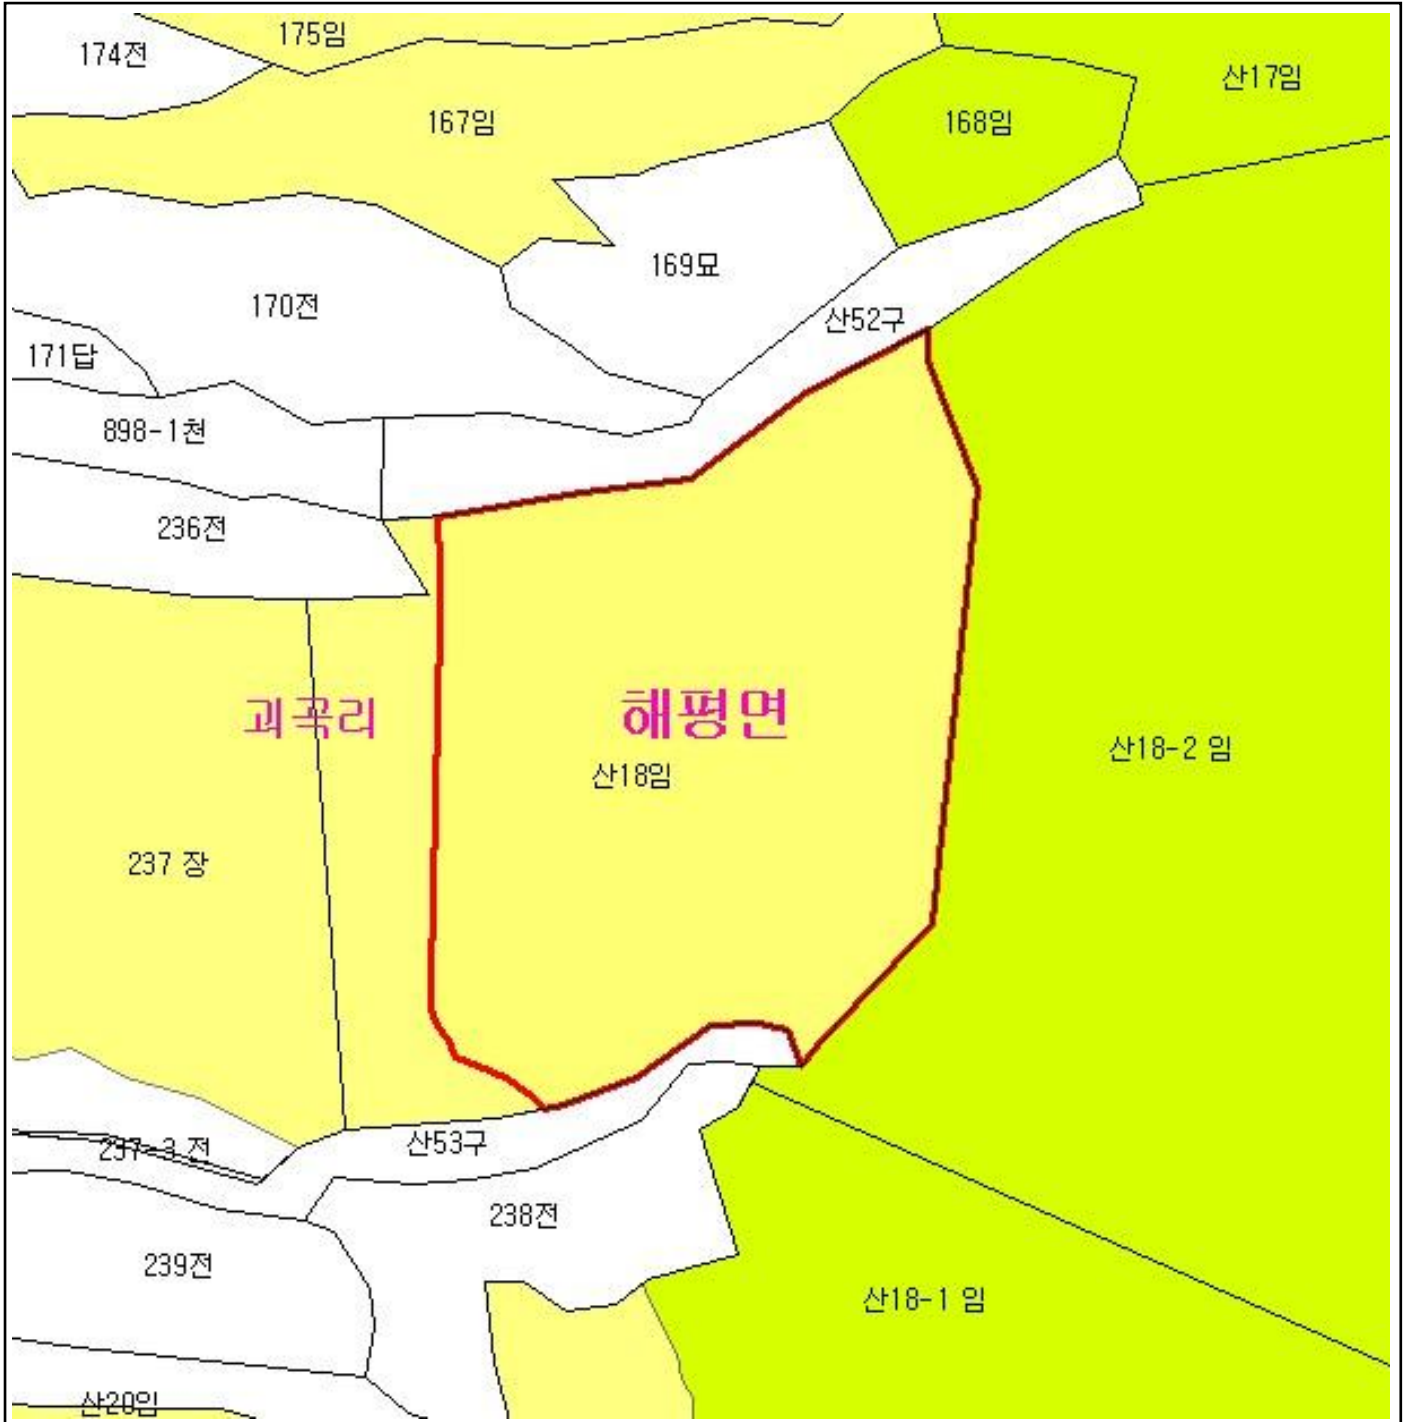 175임
174전
산17임
167임
168임
169묘
170전
산52구
171답
898-1천
236전
괴곡리
해평면
산18-2 임
산18임
237 장
237-3 전
산53구
238전
239전
산18-1 임
산20임